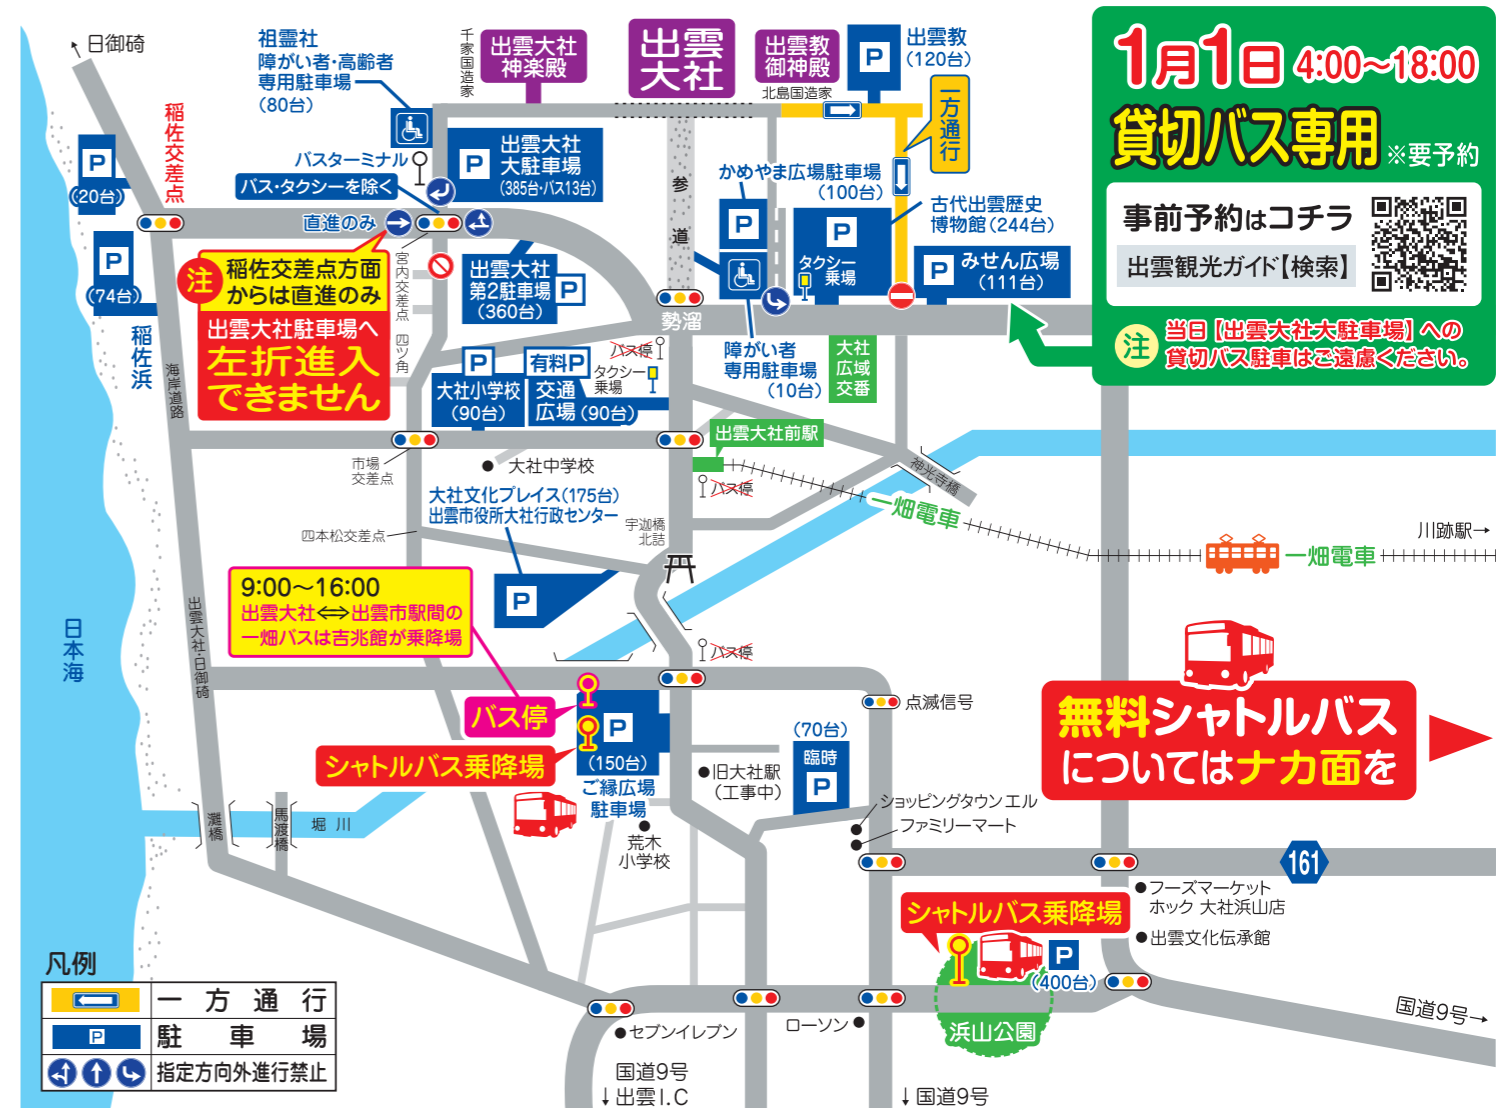 日御碕
祖霊社
障がい者・高齢者
専用駐車場
（80台）
千家国造家
出雲大社
神楽殿
出雲
大社
出雲教
御神殿
北島国造家
P
出雲教
（120台）
一方通行
1月1日 4:00～18:00
貸切バス専用 ※要予約
事前予約はコチラ
出雲観光ガイド【検索】
注
当日【出雲大社大駐車場】への
貸切バス駐車はご遠慮ください。
稲佐交差点
P
（20台）
P
（74台）
稲佐浜
バスターミナル
バス・タクシーを除く
直進のみ
P
出雲大社
大駐車場
（385台・バス13台）
参道
かめやま広場駐車場
（100台）
P
P
古代出雲歴史
博物館（244台）
タクシー
乗場
P
みせん広場
（111台）
注
稲佐交差点方面
からは直進のみ
出雲大社駐車場へ
左折進入
できません
宮内交差点
四ツ角
出雲大社
第2駐車場
（360台）
P
勢溜
バス停
タクシー
乗場
障がい者
専用駐車場
（10台）
大社
広域
交番
P
大社小学校
（90台）
有料P
交通
広場（90台）
海岸道路
出雲大社前駅
市場
交差点
大社中学校
バス停
神光寺橋
大社文化プレイス（175台）
出雲市役所大社行政センター
宇迦橋
北詰
一畑電車
川跡駅→
一畑電車
四本松交差点
P
9:00～16:00
出雲大社⇔出雲市駅間の
一畑バスは吉兆館が乗降場
出雲大社・日御碕
日本海
バス停
バス停
シャトルバス乗降場
P
（150台）
ご縁広場
駐車場
点滅信号
（70台）
臨時
P
旧大社駅
（工事中）
無料シャトルバス
についてはナカ面を
灘橋
馬渡橋
堀川
荒木
小学校
ショッピングタウンエル
ファミリーマート
161
フーズマーケット
ホック 大社浜山店
出雲文化伝承館
シャトルバス乗降場
P
（400台）
浜山公園
国道9号→
セブンイレブン
ローソン
国道9号
↓出雲I.C
↓国道9号
凡例
一方通行
P
駐車場
指定方向外進行禁止